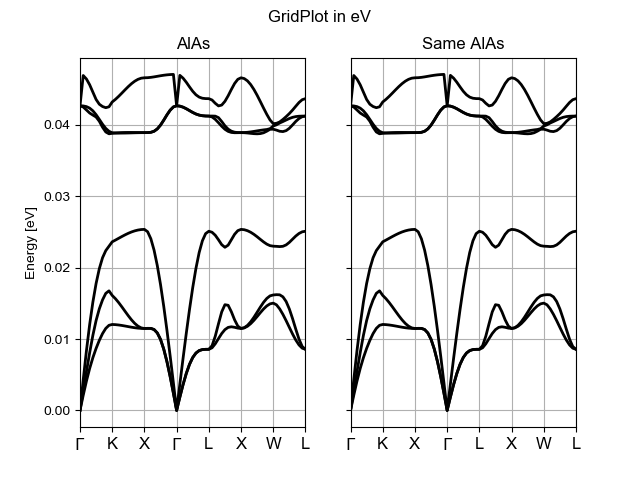 GridPlot in eV
AlAs
Same AlAs
Energy [eV]
0.04
0.03
0.02
0.01
0.00
Γ K X Γ L X W L
Γ K X Γ L X W L